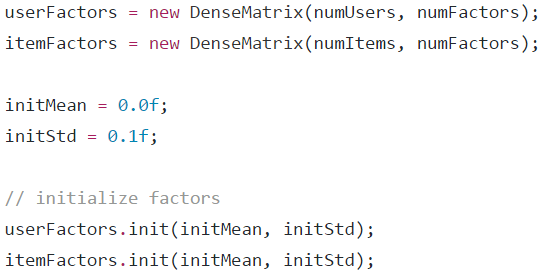 userFactors = new DenseMatrix(numUsers, numFactors);
itemFactors = new DenseMatrix(numItems, numFactors);
initMean = 0.0f;
initStd = 0.1f;
// initialize factors
userFactors.init(initMean, initStd);
itemFactors.init(initMean, initStd);